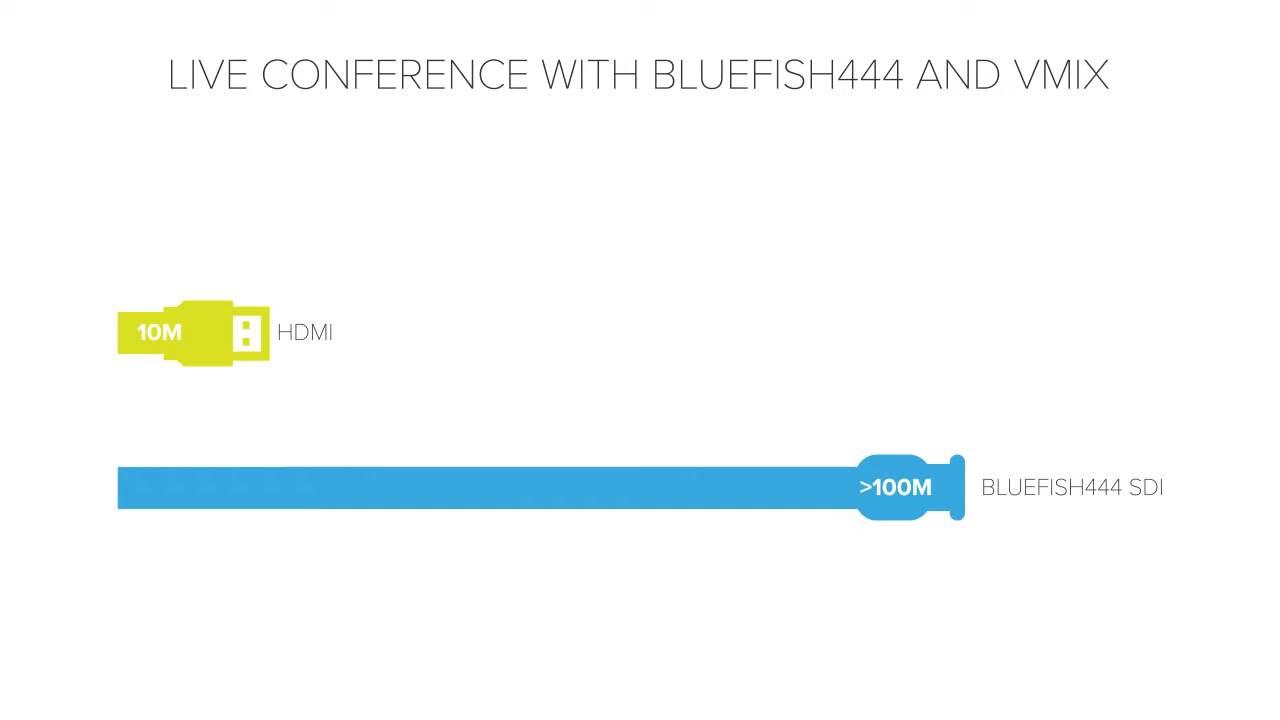 LIVE CONFERENCE WITH BLUEFISH444 AND VMIX
10M HDMI
>100M BLUEFISH444 SDI